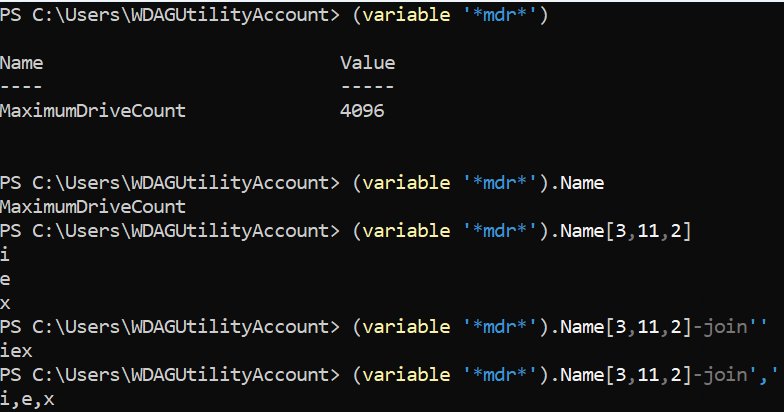 PS C:\Users\WDAGUtilityAccount> (variable '*mdr*')
Name Value
---- -----
MaximumDriveCount 4096
PS C:\Users\WDAGUtilityAccount> (variable '*mdr*').Name
MaximumDriveCount
PS C:\Users\WDAGUtilityAccount> (variable '*mdr*').Name[3,11,2]
i
e
x
PS C:\Users\WDAGUtilityAccount> (variable '*mdr*').Name[3,11,2]-join''
iex
PS C:\Users\WDAGUtilityAccount> (variable '*mdr*').Name[3,11,2]-join','
i,e,x